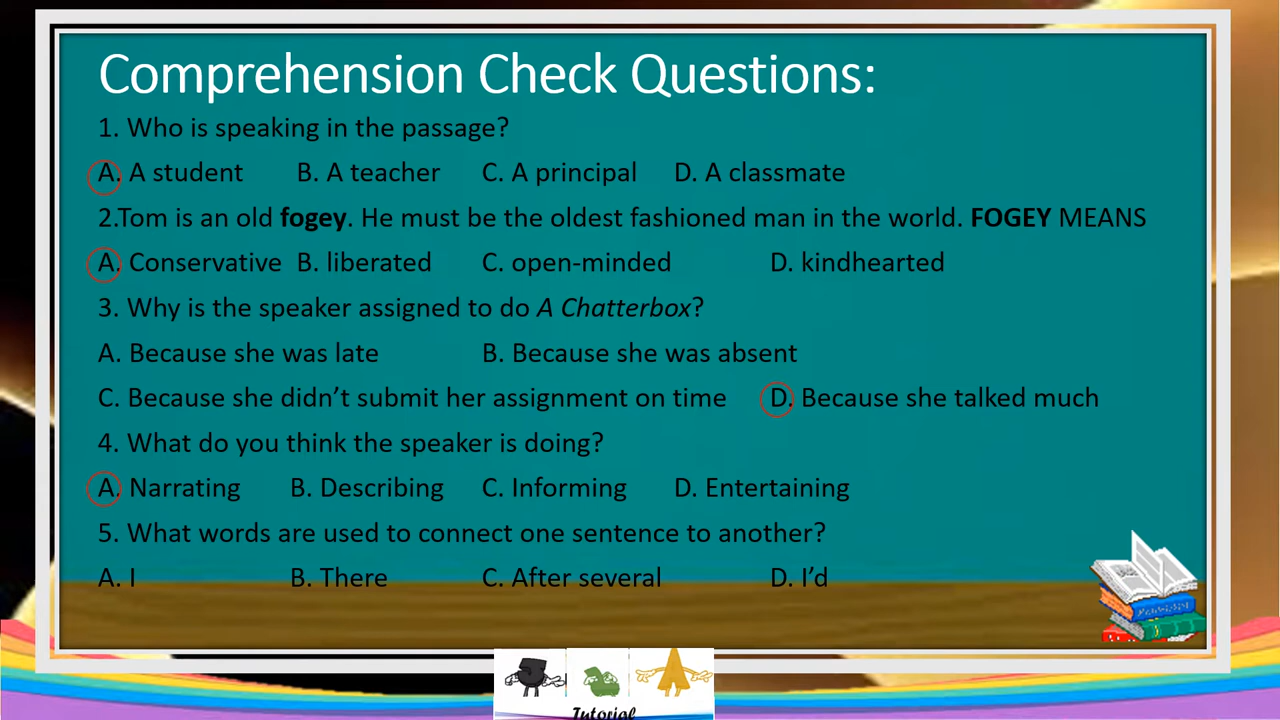 Comprehension Check Questions:
1. Who is speaking in the passage?
A. A student B. A teacher C. A principal D. A classmate
2.Tom is an old fogey. He must be the oldest fashioned man in the world. FOGEY MEANS
A. Conservative B. liberated C. open-minded D. kindhearted
3. Why is the speaker assigned to do A Chatterbox?
A. Because she was late B. Because she was absent
C. Because she didn't submit her assignment on time D. Because she talked much
4. What do you think the speaker is doing?
A. Narrating B. Describing C. Informing D. Entertaining
5. What words are used to connect one sentence to another?
A. I B. There C. After several D. I'd
Tutorial